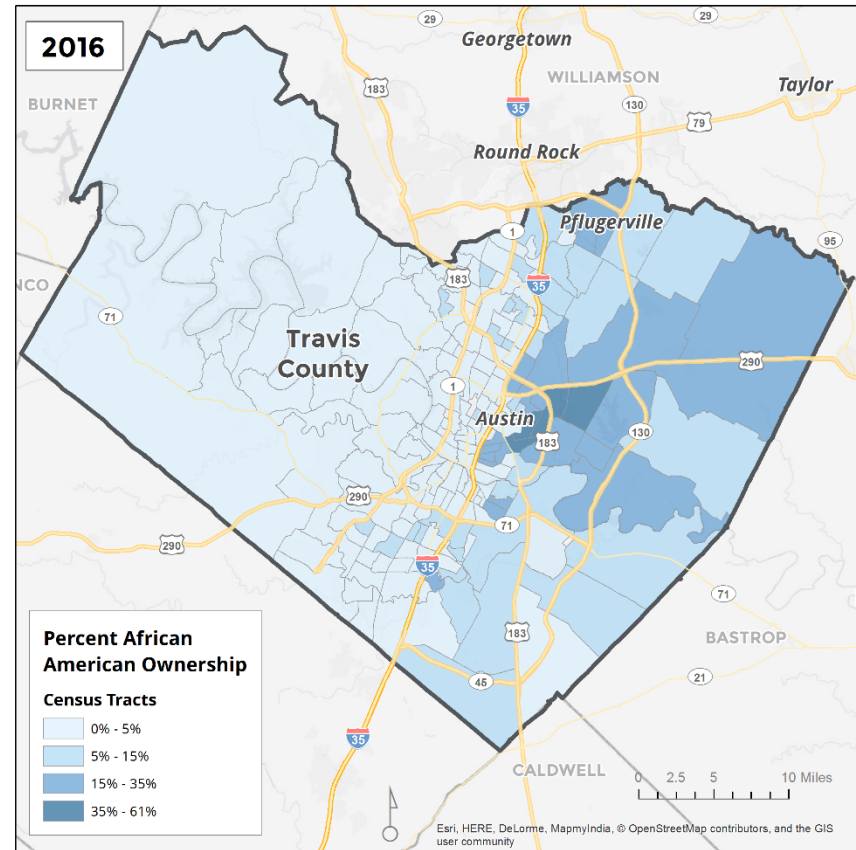 2016
29
29
Georgetown
WILLIAMSON
183
Taylor
BURNET
35
130
79
Round Rock
Pflugerville
1
95
183
35
NCO
71
Travis
County
290
1
Austin
183
130
290
71
290
35
71
183
BASTROP
21
45
35
CALDWELL
Percent African
American Ownership
Census Tracts
0% - 5%
5% - 15%
15% - 35%
35% - 61%
0 2.5 5 10 Miles
Esri, HERE, DeLorme, MapmyIndia, © OpenStreetMap contributors, and the GIS
user community